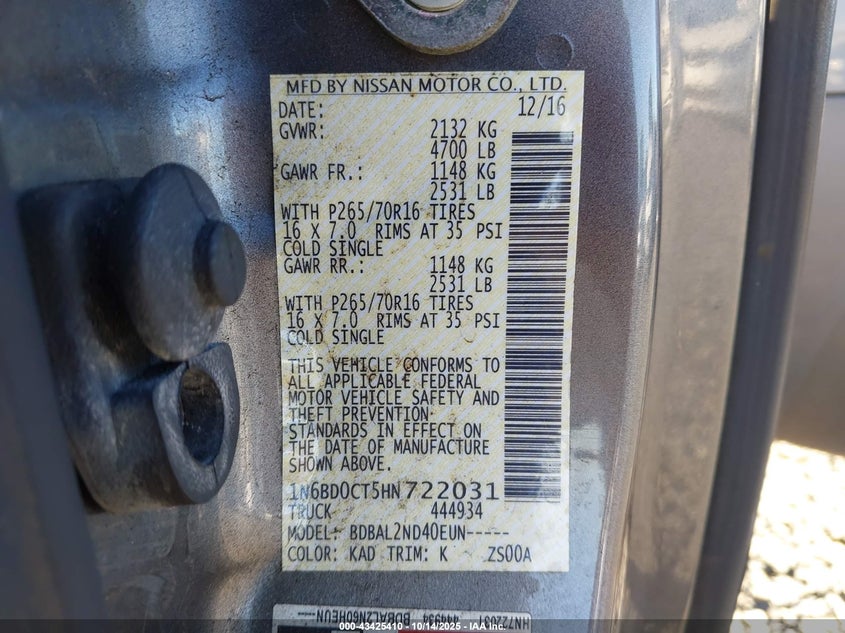 MFD BY NISSAN MOTOR CO., LTD.
DATE: 12/16
GVWR: 2132 KG
4700 LB
GAWR FR.: 1148 KG
2531 LB
WITH P265/70R16 TIRES
16 X 7.0 RIMS AT 35 PSI
COLD SINGLE
GAWR RR.: 1148 KG
2531 LB
WITH P265/70R16 TIRES
16 X 7.0 RIMS AT 35 PSI
COLD SINGLE
THIS VEHICLE CONFORMS TO
ALL APPLICABLE FEDERAL
MOTOR VEHICLE SAFETY AND
THEFT PREVENTION
STANDARDS IN EFFECT ON
THE DATE OF MANUFACTURE
SHOWN ABOVE.
1N6BD0CT5HN722031
TRUCK 444934
MODEL: BDBAL2ND40EUN-----
COLOR: KAD TRIM: K ZS00A
HN722031 444934 BDBAL2N60HEUN
000-43425410 - 10/14/2025 - IAA Inc.